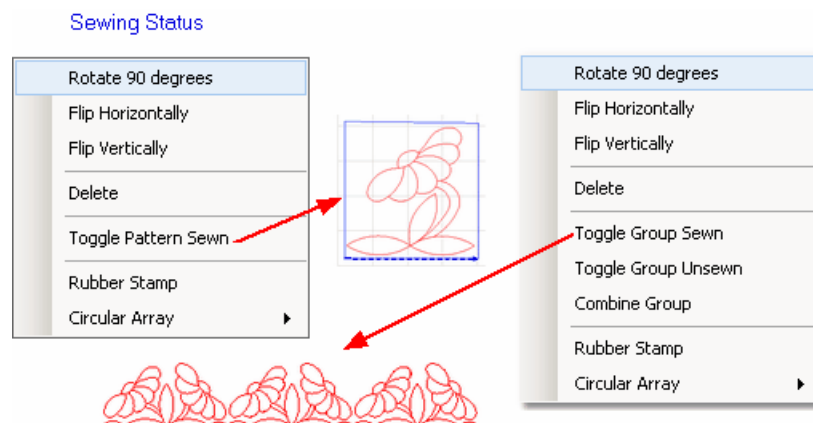 Sewing Status
Rotate 90 degrees
Flip Horizontally
Flip Vertically
Delete
Toggle Pattern Sewn
Rubber Stamp
Circular Array
Rotate 90 degrees
Flip Horizontally
Flip Vertically
Delete
Toggle Group Sewn
Toggle Group Unsewn
Combine Group
Rubber Stamp
Circular Array